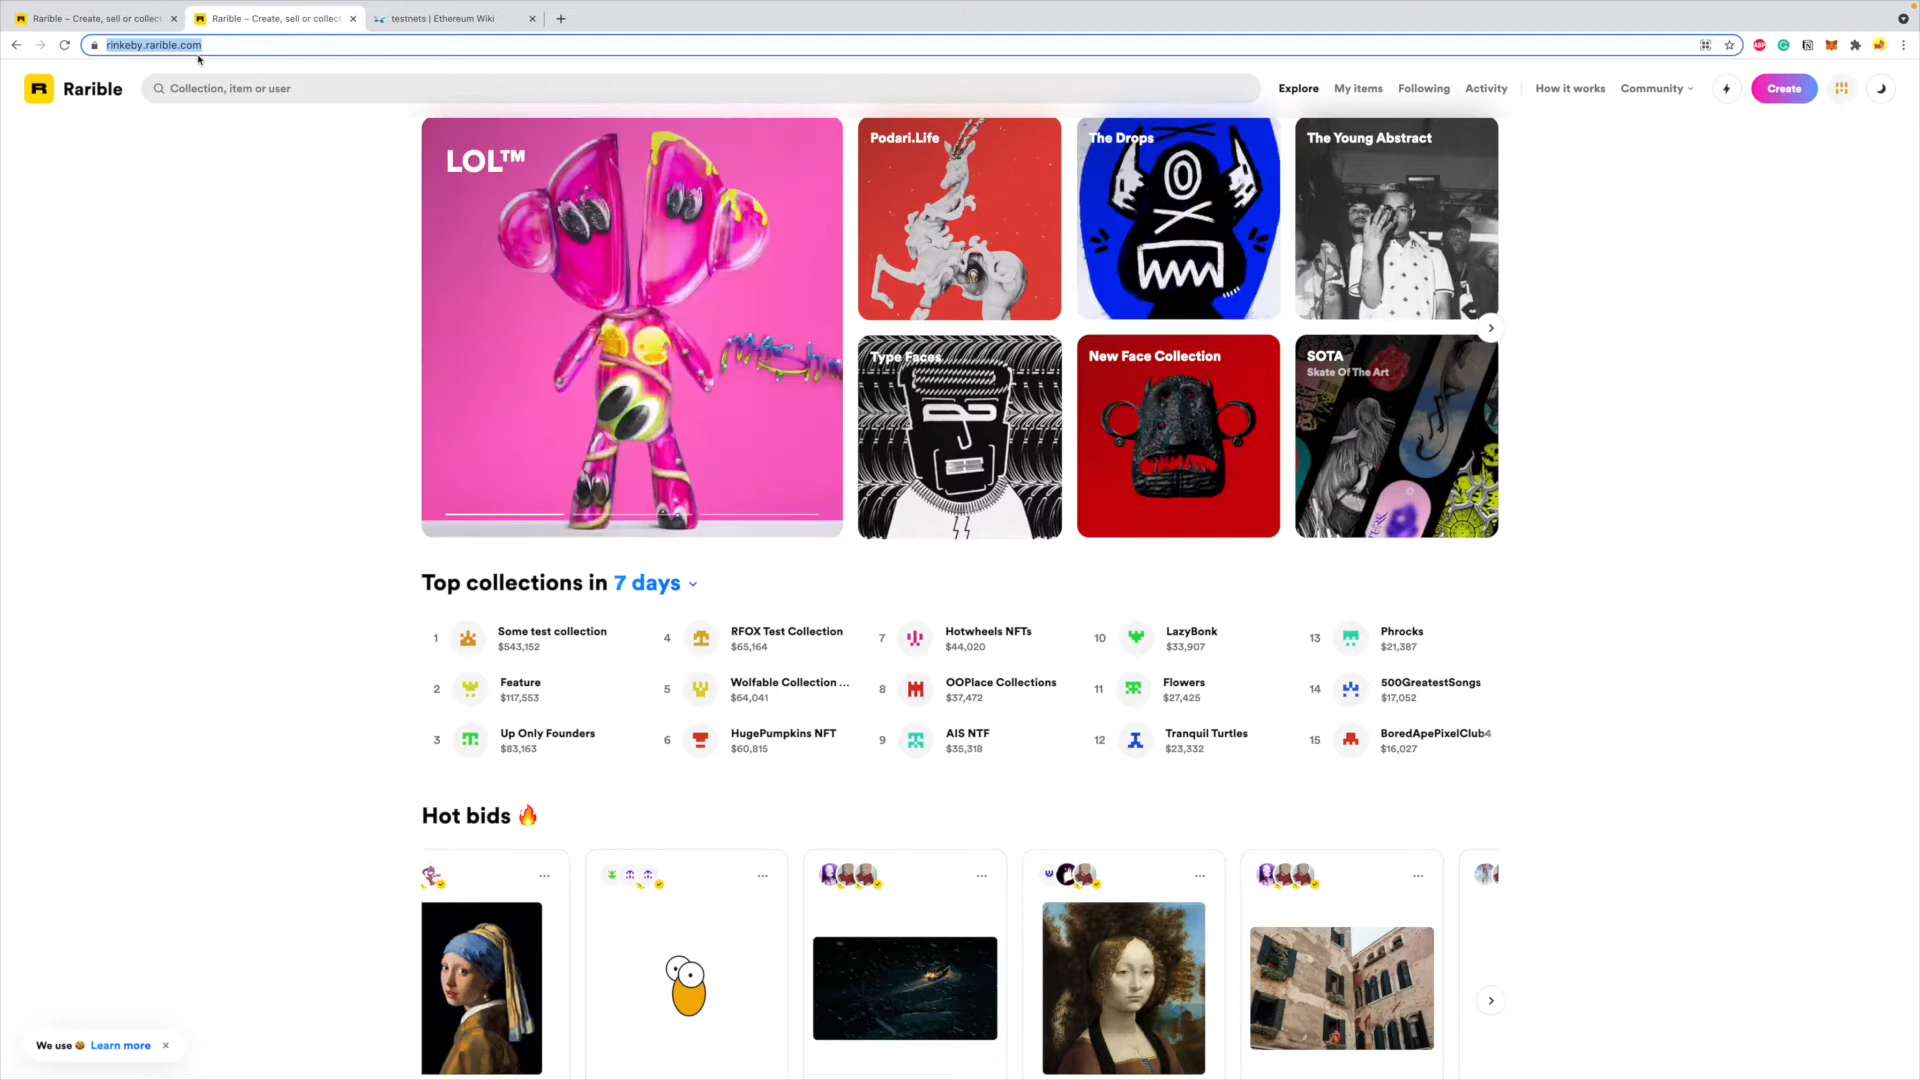 Rarible – Create, sell or collect
Rarible – Create, sell or collect
testnets | Ethereum Wiki
rinkeby.rarible.com
ABP
Rarible
Collection, item or user
Explore
My items
Following
Activity
How it works
Community
Create
LOL™
Podari.Life
The Drops
The Young Abstract
Type Faces
New Face Collection
SOTA
Skate Of The Art
Top collections in 7 days
1
Some test collection
$543,152
4
RFOX Test Collection
$65,164
7
Hotwheels NFTs
$44,020
10
LazyBonk
$33,907
13
Phrocks
$21,387
2
Feature
$117,553
5
Wolfable Collection ...
$64,041
8
OOPlace Collections
$37,472
11
Flowers
$27,425
14
500GreatestSongs
$17,052
3
Up Only Founders
$83,163
6
HugePumpkins NFT
$60,815
9
AIS NTF
$35,318
12
Tranquil Turtles
$23,332
15
BoredApePixelClub4
$16,027
Hot bids
We use
Learn more